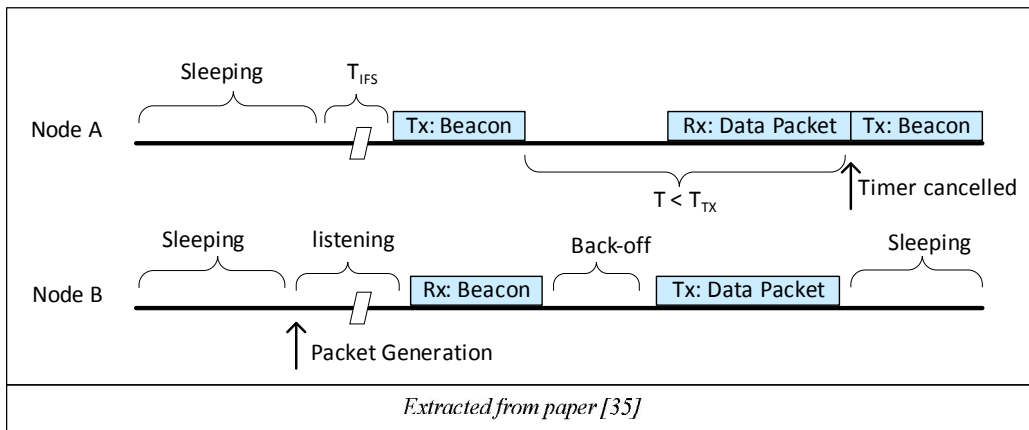 Sleeping
T_IFS
Node A
Tx: Beacon
Rx: Data Packet
Tx: Beacon
T < T_TX
Timer cancelled
Sleeping
listening
Back-off
Sleeping
Node B
Rx: Beacon
Tx: Data Packet
Packet Generation
Extracted from paper [35]